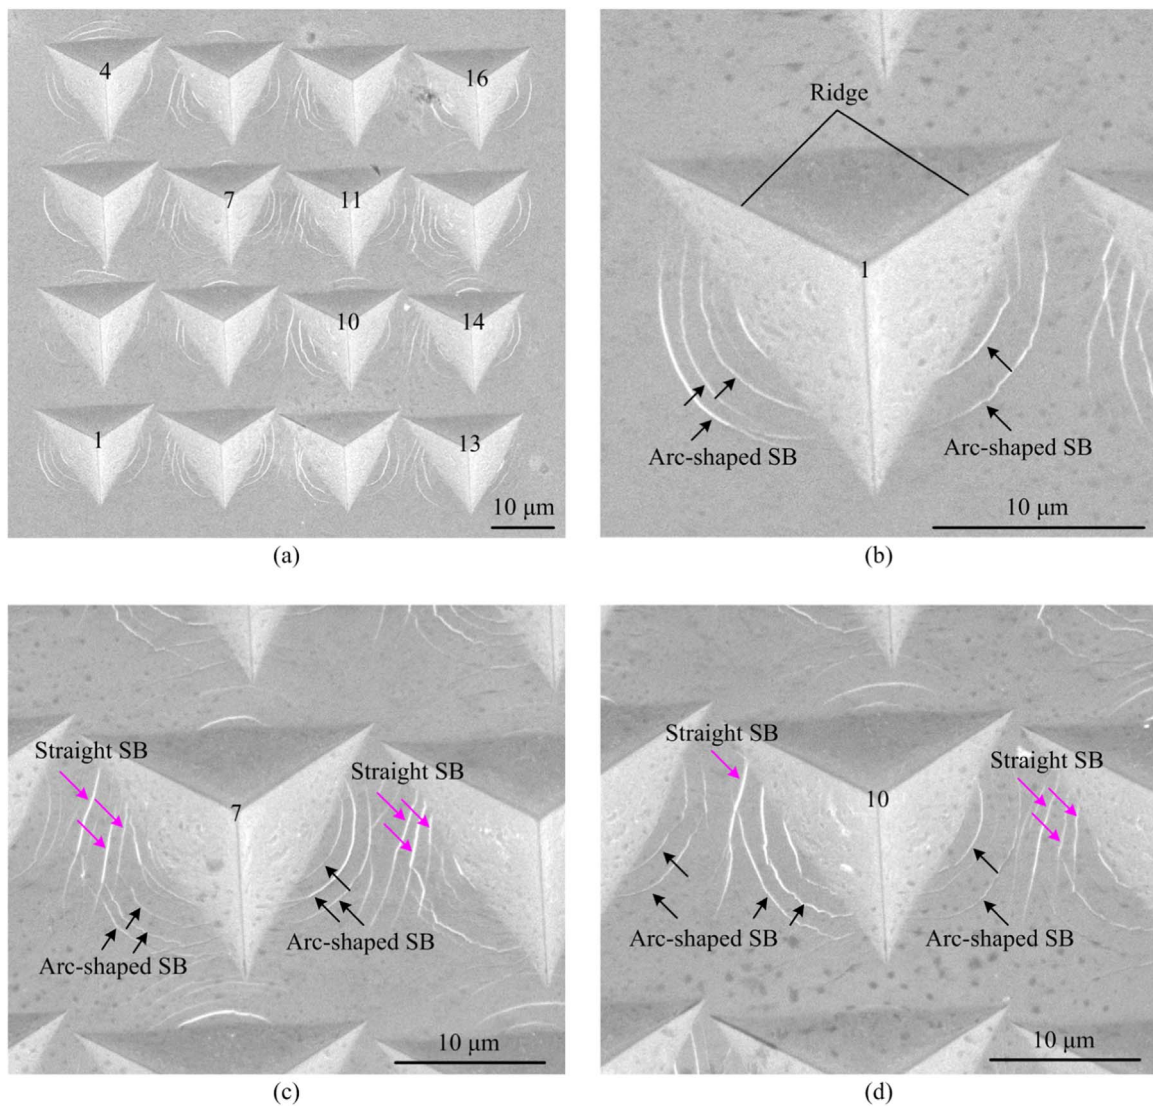 4
16
7
11
10
14
1
13
10 μm
(a)
Ridge
1
Arc-shaped SB
Arc-shaped SB
10 μm
(b)
Straight SB
Straight SB
7
Arc-shaped SB
Arc-shaped SB
10 μm
(c)
Straight SB
Straight SB
10
Arc-shaped SB
Arc-shaped SB
10 μm
(d)